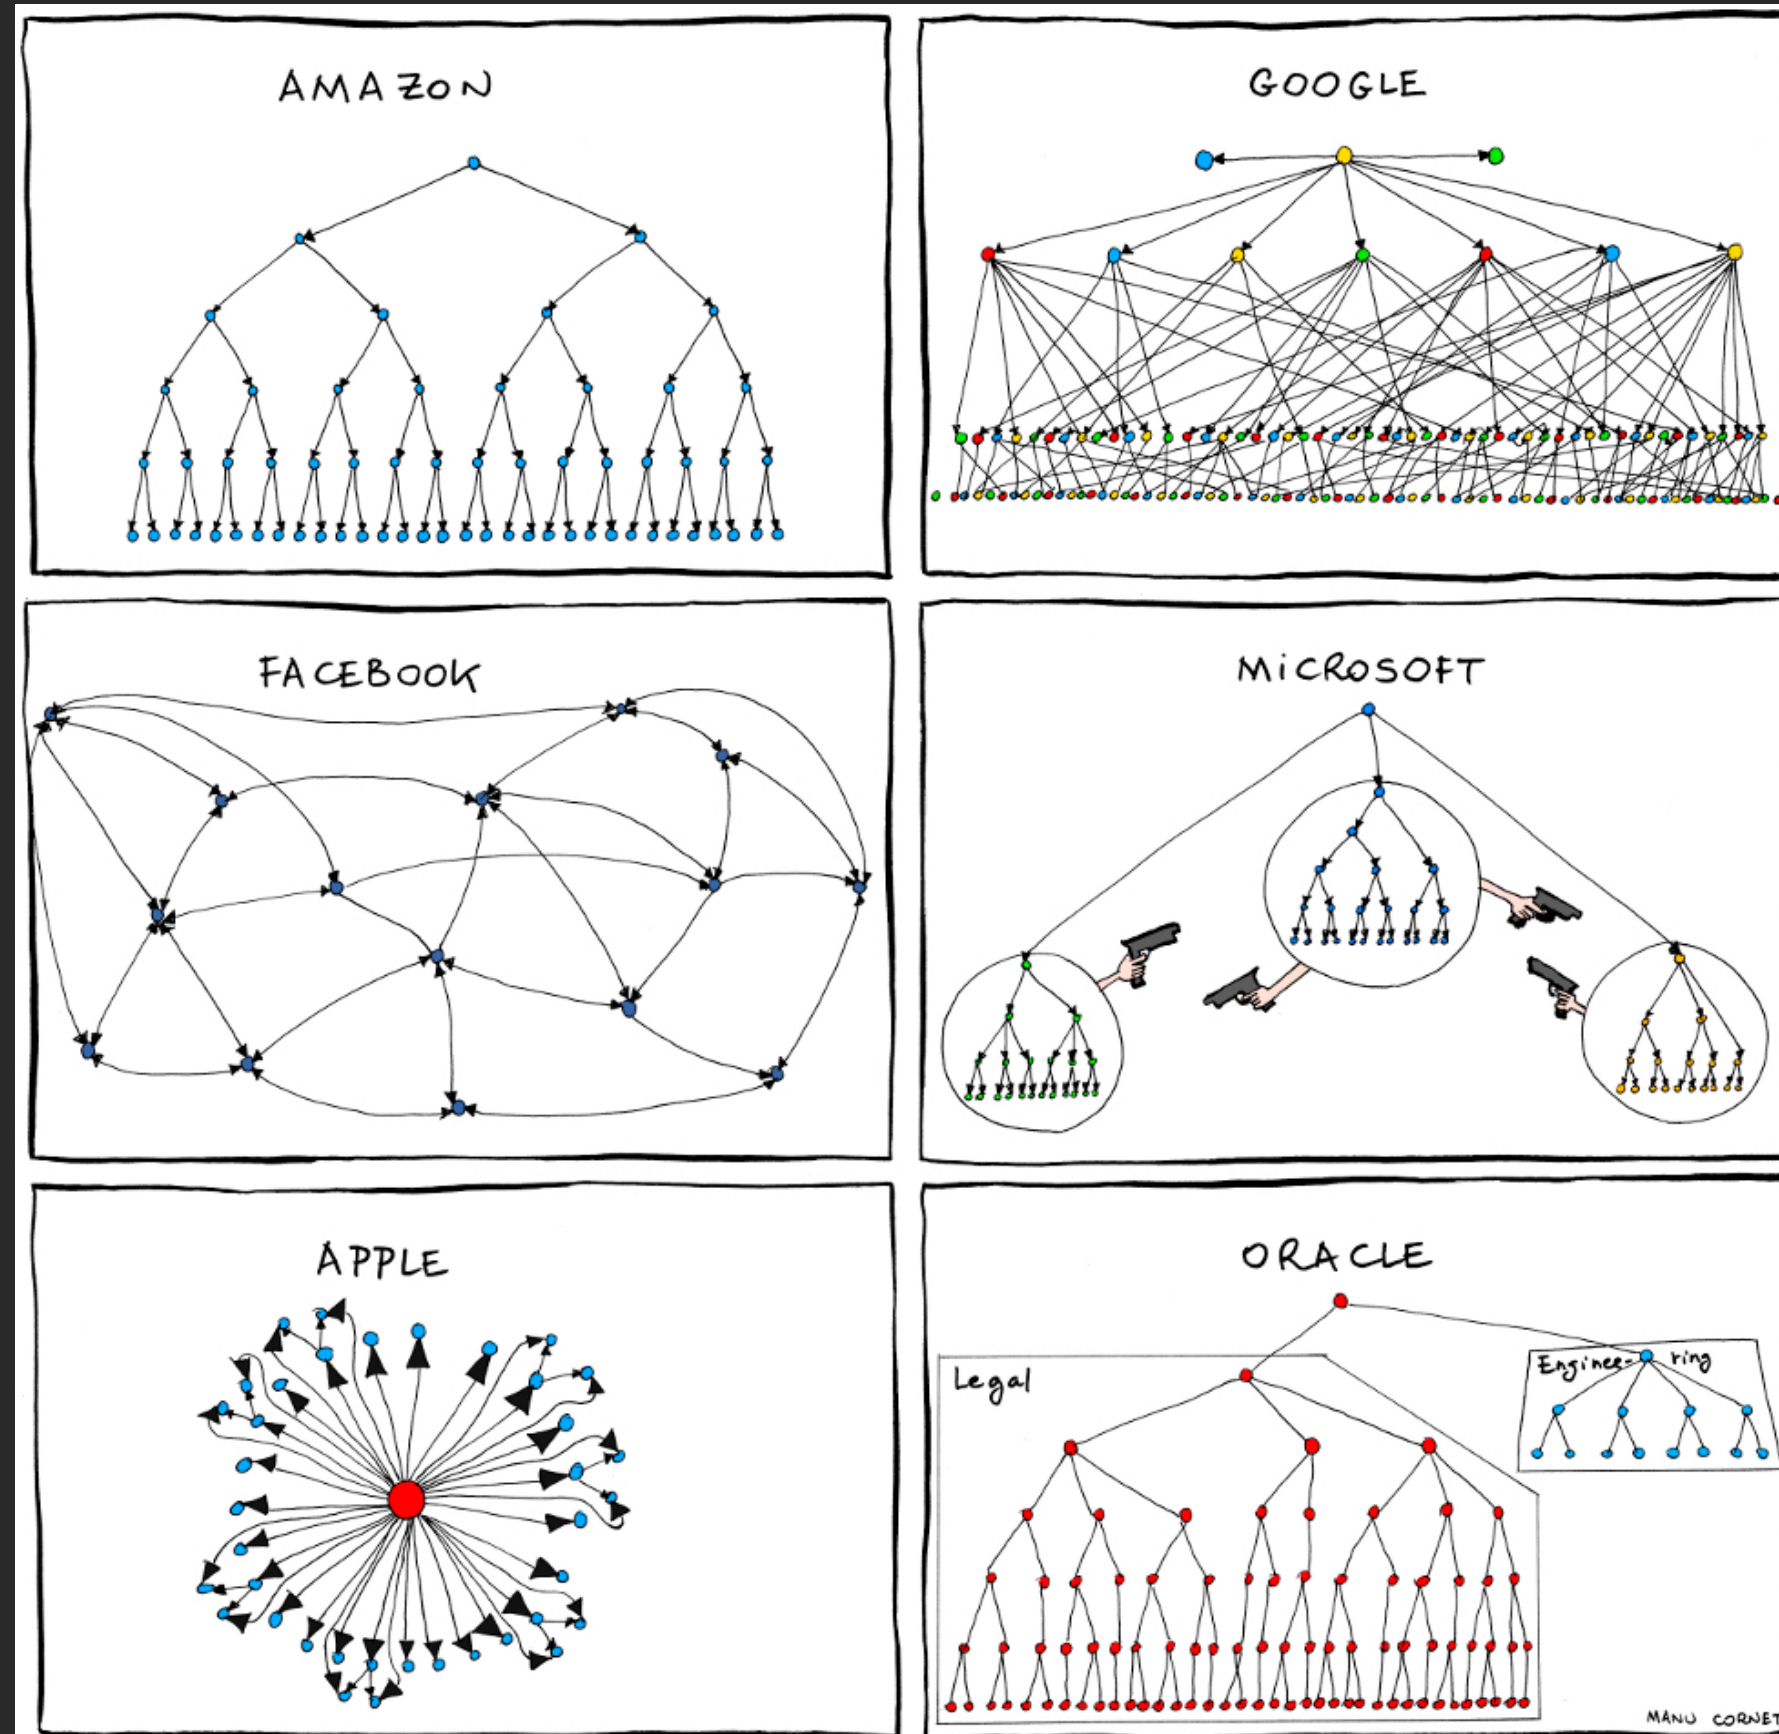 AMAZON
GOOGLE
FACEBOOK
MiCROSOFT
APPLE
ORACLE
Legal
Enginee-ring
MANU CORNET